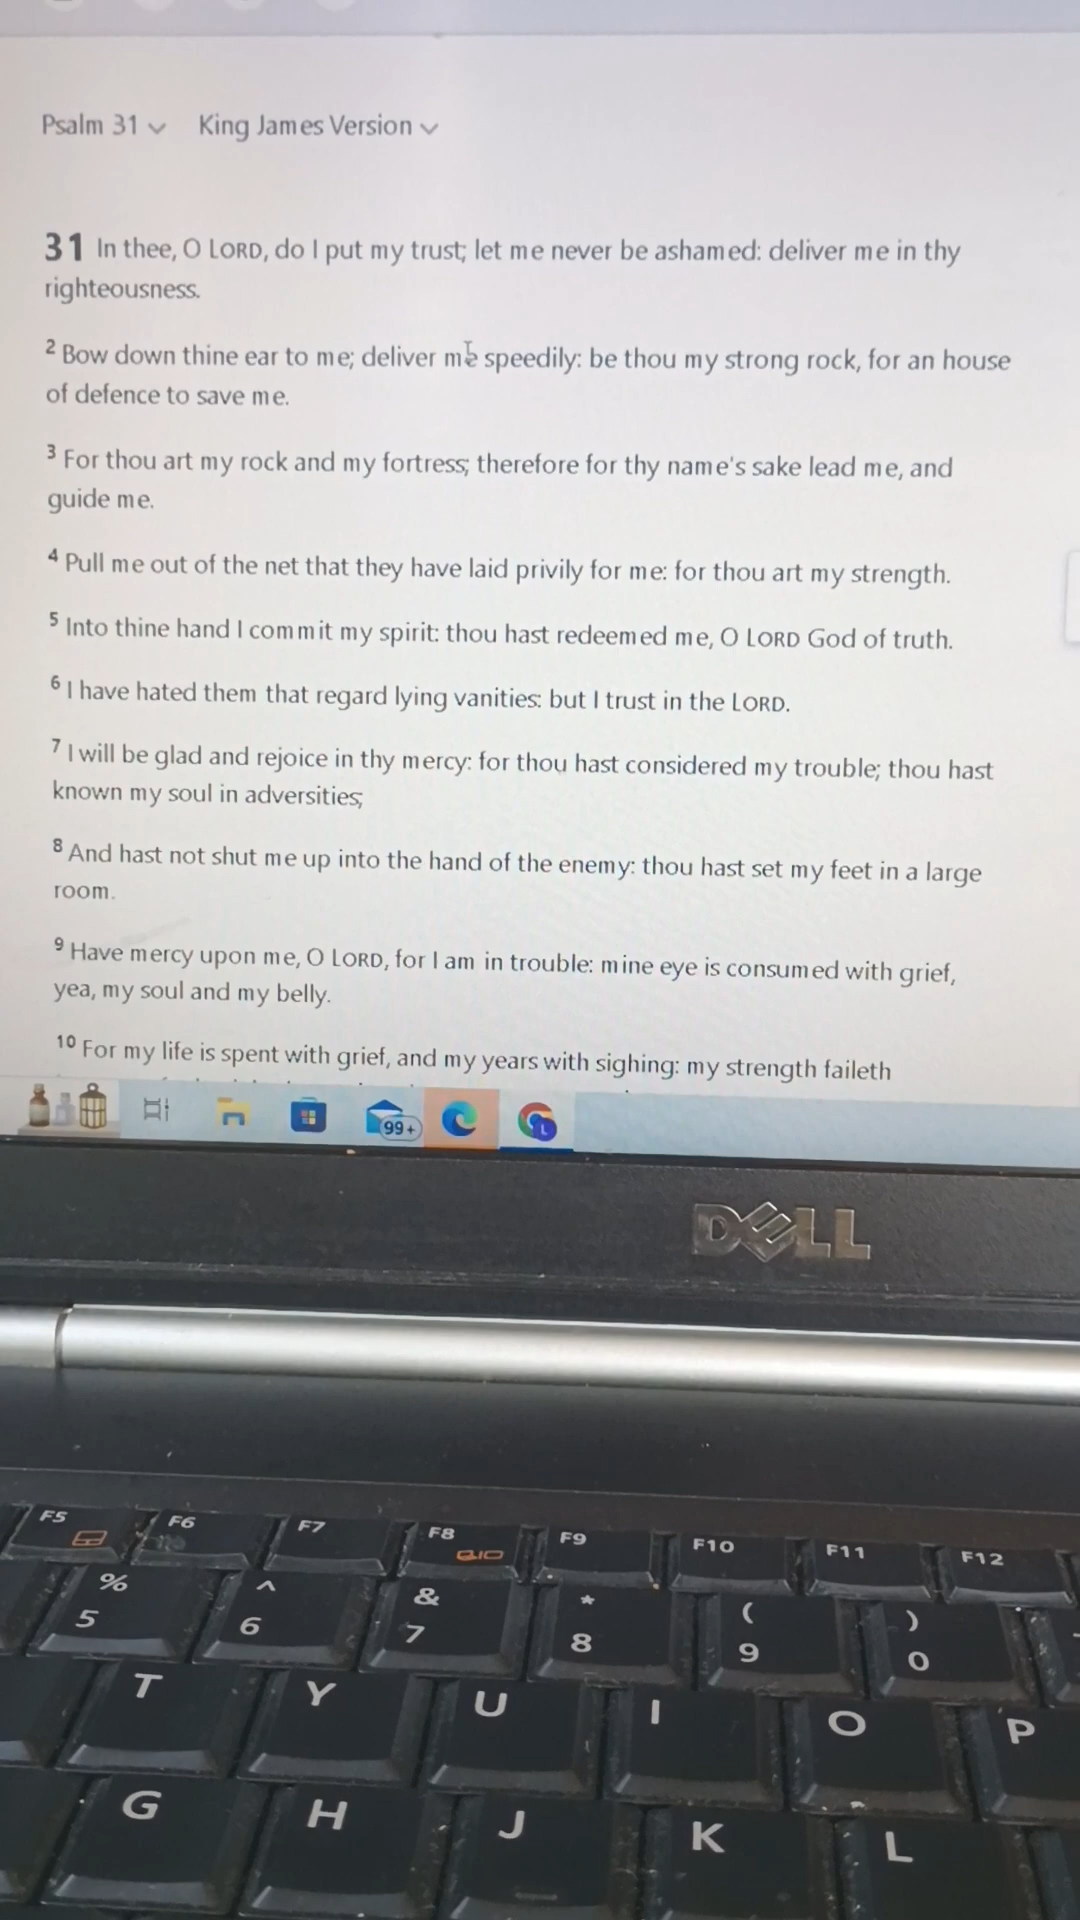 Psalm 31 King James Version
31 In thee, O LORD, do I put my trust; let me never be ashamed: deliver me in thy
righteousness.
2 Bow down thine ear to me; deliver me speedily: be thou my strong rock, for an house
of defence to save me.
3 For thou art my rock and my fortress; therefore for thy name's sake lead me, and
guide me.
4 Pull me out of the net that they have laid privily for me: for thou art my strength.
5 Into thine hand I commit my spirit: thou hast redeemed me, O LORD God of truth.
6 I have hated them that regard lying vanities: but I trust in the LORD.
7 I will be glad and rejoice in thy mercy: for thou hast considered my trouble; thou hast
known my soul in adversities;
8 And hast not shut me up into the hand of the enemy: thou hast set my feet in a large
room.
9 Have mercy upon me, O LORD, for I am in trouble: mine eye is consumed with grief,
yea, my soul and my belly.
10 For my life is spent with grief, and my years with sighing: my strength faileth
99+ L
DELL
F5 F6 F7 F8 F9 F10 F11 F12
% ^ & * ( )
5 6 7 8 9 0
T Y U I O P
G H J K L